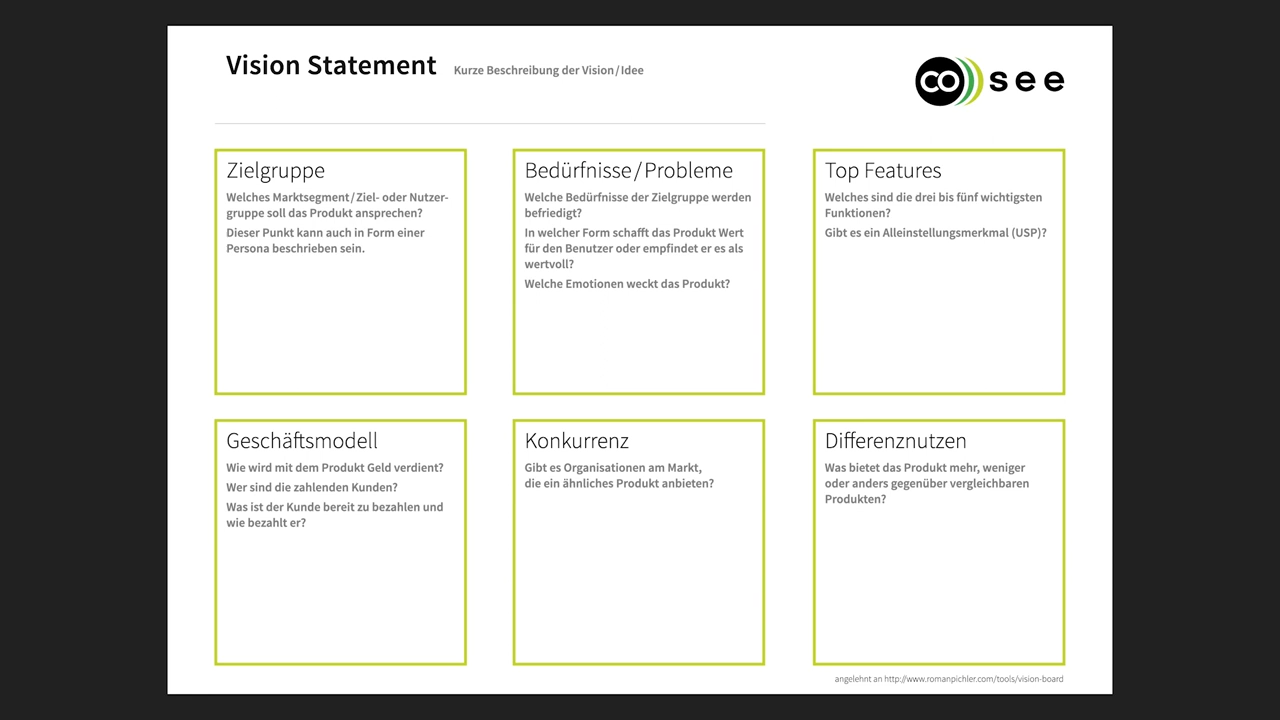 Vision Statement Kurze Beschreibung der Vision/Idee
co see
Zielgruppe
Welches Marktsegment/Ziel- oder Nutzer-
gruppe soll das Produkt ansprechen?
Dieser Punkt kann auch in Form einer
Persona beschrieben sein.
Bedürfnisse/Probleme
Welche Bedürfnisse der Zielgruppe werden
befriedigt?
In welcher Form schafft das Produkt Wert
für den Benutzer oder empfindet er es als
wertvoll?
Welche Emotionen weckt das Produkt?
Top Features
Welches sind die drei bis fünf wichtigsten
Funktionen?
Gibt es ein Alleinstellungsmerkmal (USP)?
Geschäftsmodell
Wie wird mit dem Produkt Geld verdient?
Wer sind die zahlenden Kunden?
Was ist der Kunde bereit zu bezahlen und
wie bezahlt er?
Konkurrenz
Gibt es Organisationen am Markt,
die ein ähnliches Produkt anbieten?
Differenznutzen
Was bietet das Produkt mehr, weniger
oder anders gegenüber vergleichbaren
Produkten?
angelehnt an http://www.romanpichler.com/tools/vision-board